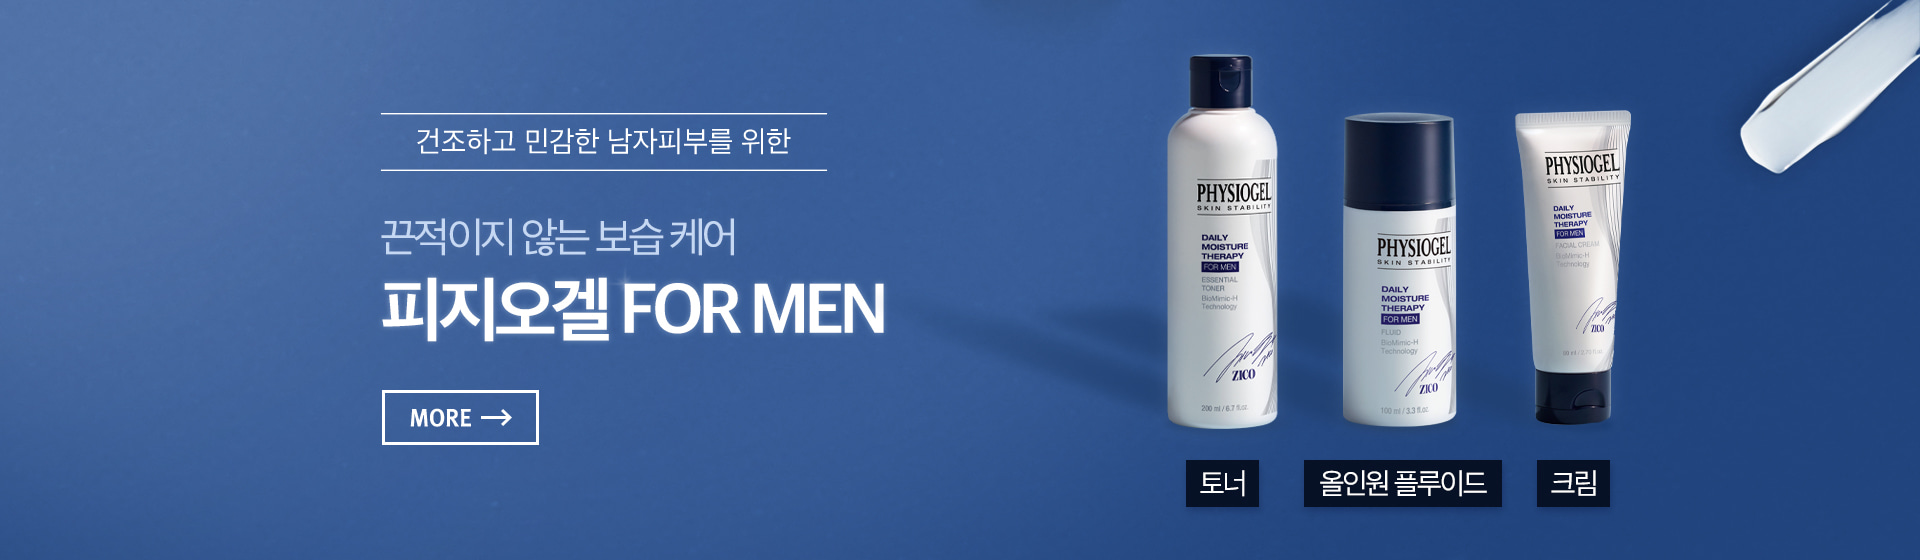 건조하고 민감한 남자피부를 위한
끈적이지 않는 보습 케어
피지오겔 FOR MEN
MORE
PHYSIOGEL
SKIN STABILITY
DAILY
MOISTURE
THERAPY
FOR MEN
ESSENTIAL
TONER
BioMimic-H
Technology
ZICO
200 ml / 6.7 fl.oz.
토너
PHYSIOGEL
SKIN STABILITY
DAILY
MOISTURE
THERAPY
FOR MEN
FLUID
BioMimic-H
Technology
ZICO
100 ml / 3.3 fl.oz.
올인원 플루이드
PHYSIOGEL
SKIN STABILITY
DAILY
MOISTURE
THERAPY
FOR MEN
FACIAL CREAM
BioMimic-H
Technology
ZICO
크림